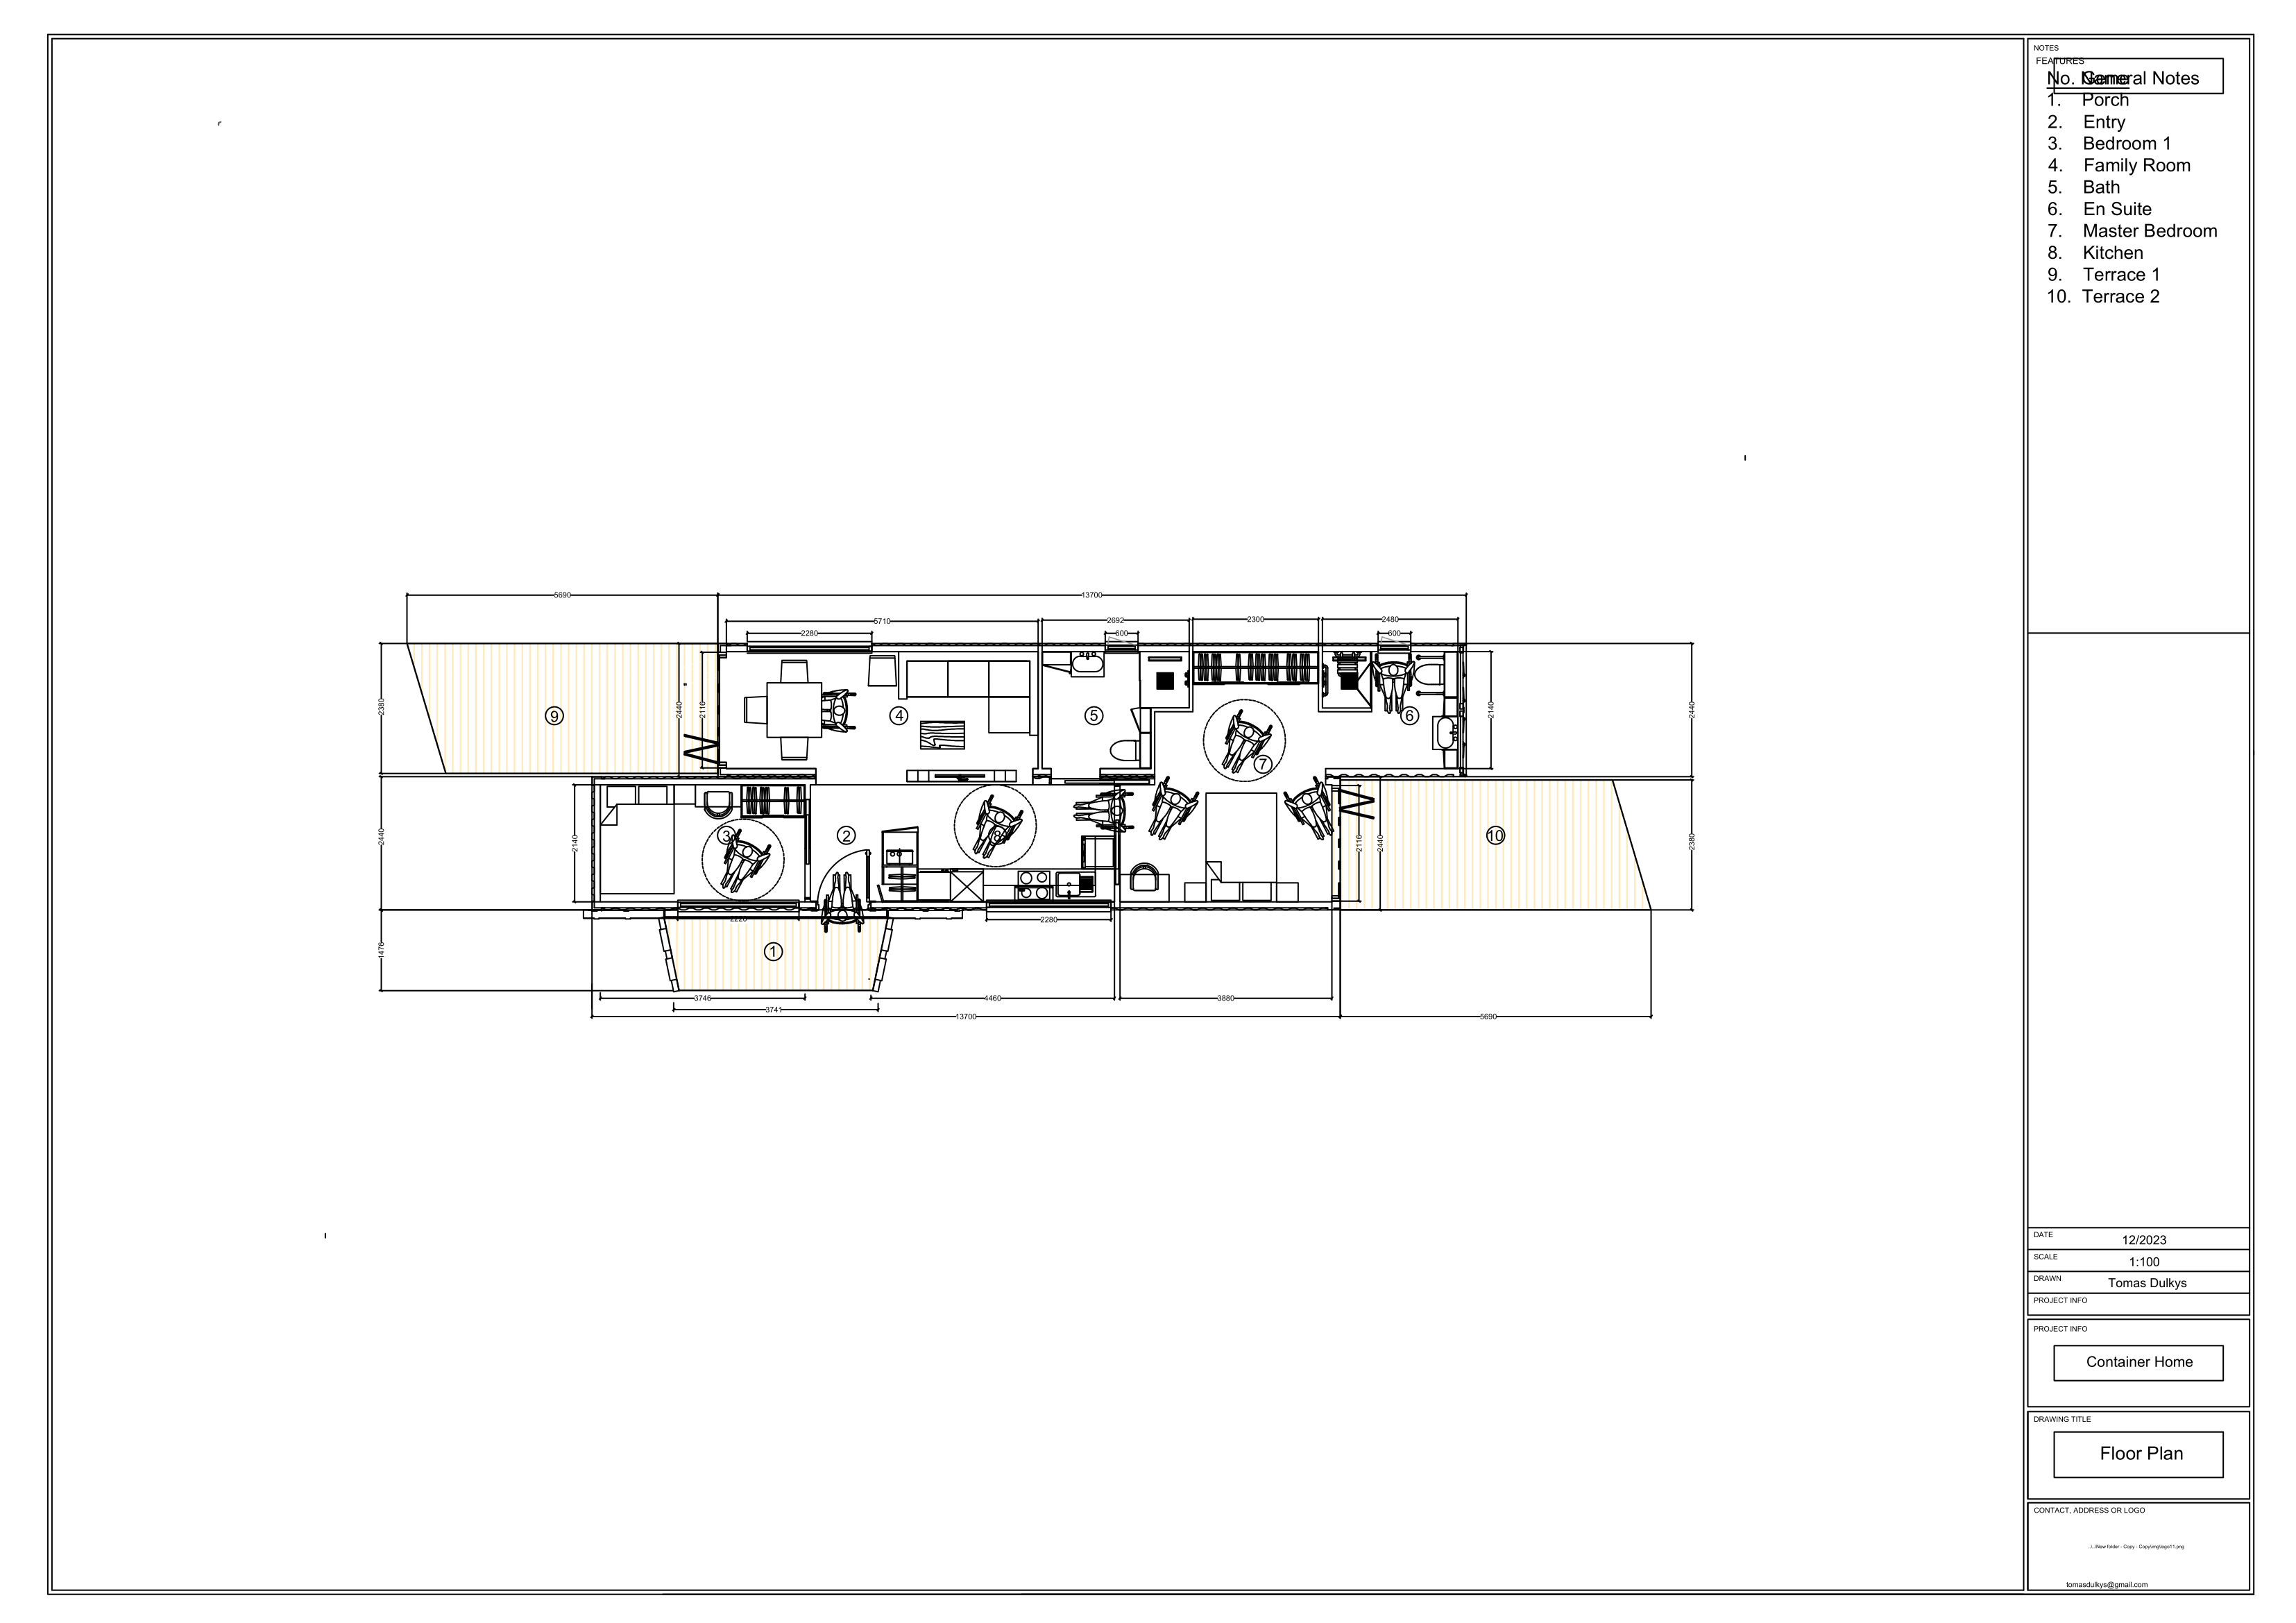 NOTES
FEATURES
General Notes
No. Name
1. Porch
2. Entry
3. Bedroom 1
4. Family Room
5. Bath
6. En Suite
7. Master Bedroom
8. Kitchen
9. Terrace 1
10. Terrace 2
5690 13700
5710 2692 2300 2480
2280 600 600
2380 2440 2116 2140 2440
9 4 5 6
7
2440 2140 2116 2440 2380
3 2 8 10
2220 2280
1476
1
3746 4460 3880
3741
13700 5690
DATE 12/2023
SCALE 1:100
DRAWN Tomas Dulkys
PROJECT INFO
PROJECT INFO
Container Home
DRAWING TITLE
Floor Plan
CONTACT, ADDRESS OR LOGO
..\..\New folder - Copy - Copy\img\logo11.png
tomasdulkys@gmail.com